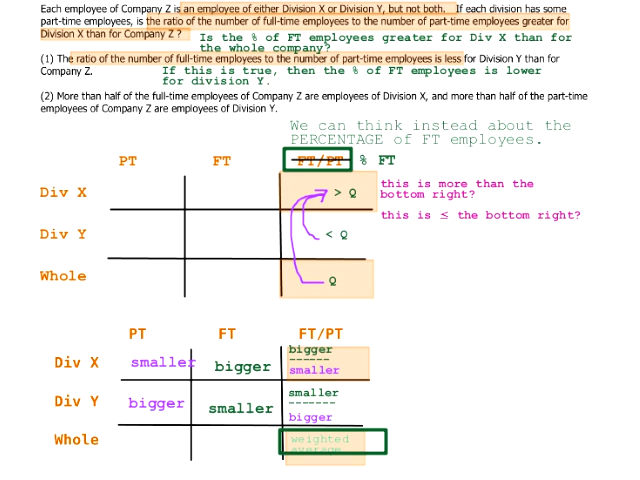 Each employee of Company Z is an employee of either Division X or Division Y, but not both. If each division has some
part-time employees, is the ratio of the number of full-time employees to the number of part-time employees greater for
Division X than for Company Z ? Is the % of FT employees greater for Div X than for
the whole company?
(1) The ratio of the number of full-time employees to the number of part-time employees is less for Division Y than for
Company Z. If this is true, then the % of FT employees is lower
for division Y.
(2) More than half of the full-time employees of Company Z are employees of Division X, and more than half of the part-time
employees of Company Z are employees of Division Y.
We can think instead about the
PERCENTAGE of FT employees.
PT FT FT/PT % FT
Div X > Q this is more than the
bottom right?
this is ≤ the bottom right?
Div Y < Q
Whole Q
PT FT FT/PT
bigger
------
Div X smaller bigger smaller
smaller
-------
Div Y bigger smaller bigger
Whole weighted
average